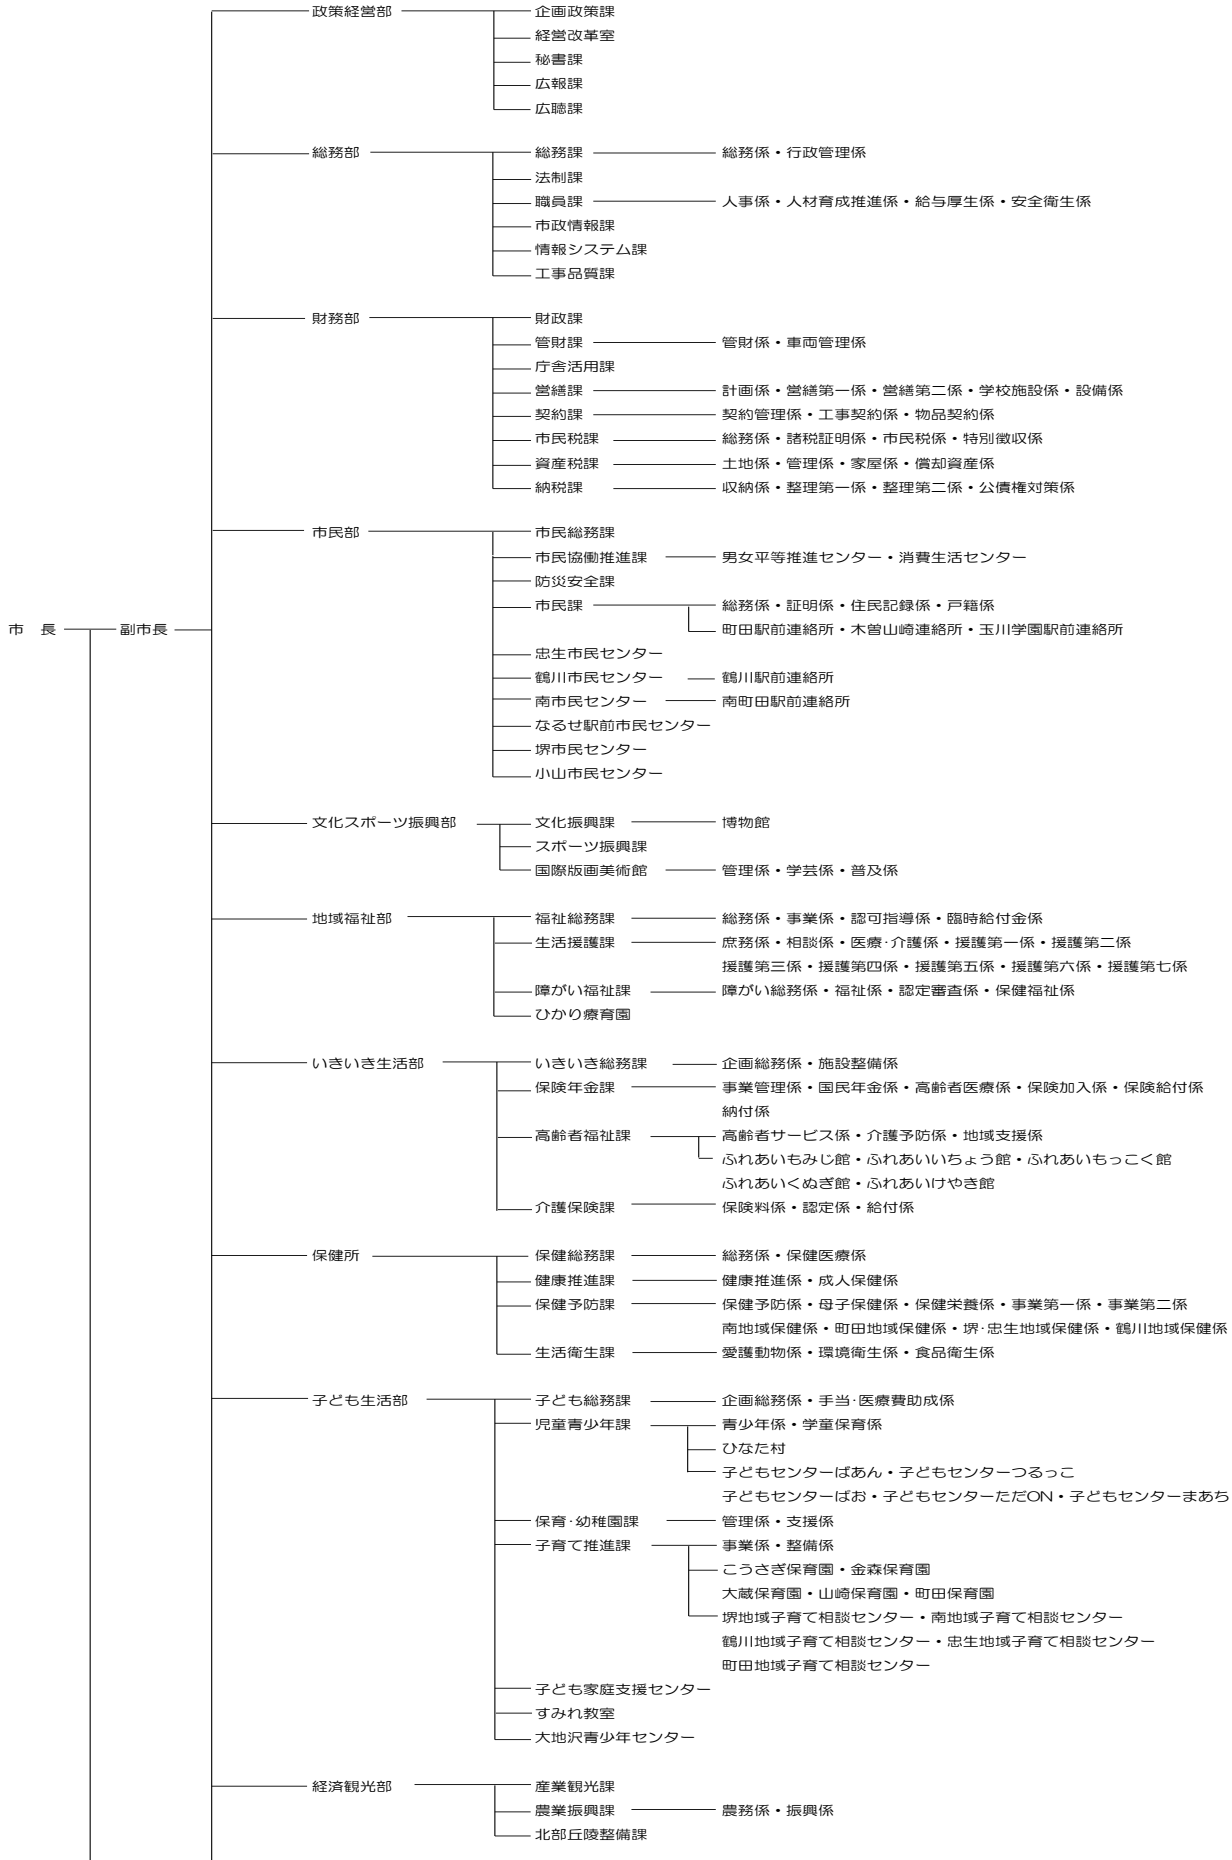 政策経営部 企画政策課
経営改革室
秘書課
広報課
広聴課
総務部 総務課 総務係・行政管理係
法制課
職員課 人事係・人材育成推進係・給与厚生係・安全衛生係
市政情報課
情報システム課
工事品質課
財務部 財政課
管財課 管財係・車両管理係
庁舎活用課
営繕課 計画係・営繕第一係・営繕第二係・学校施設係・設備係
契約課 契約管理係・工事契約係・物品契約係
市民税課 総務係・諸税証明係・市民税係・特別徴収係
資産税課 土地係・管理係・家屋係・償却資産係
納税課 収納係・整理第一係・整理第二係・公債権対策係
市民部 市民総務課
市民協働推進課 男女平等推進センター・消費生活センター
防災安全課
市民課 総務係・証明係・住民記録係・戸籍係
市　長 副市長 町田駅前連絡所・木曽山崎連絡所・玉川学園駅前連絡所
忠生市民センター
鶴川市民センター 鶴川駅前連絡所
南市民センター 南町田駅前連絡所
なるせ駅前市民センター
堺市民センター
小山市民センター
文化スポーツ振興部 文化振興課 博物館
スポーツ振興課
国際版画美術館 管理係・学芸係・普及係
地域福祉部 福祉総務課 総務係・事業係・認可指導係・臨時給付金係
生活援護課 庶務係・相談係・医療･介護係・援護第一係・援護第二係
援護第三係・援護第四係・援護第五係・援護第六係・援護第七係
障がい福祉課 障がい総務係・福祉係・認定審査係・保健福祉係
ひかり療育園
いきいき生活部 いきいき総務課 企画総務係・施設整備係
保険年金課 事業管理係・国民年金係・高齢者医療係・保険加入係・保険給付係
納付係
高齢者福祉課 高齢者サービス係・介護予防係・地域支援係
ふれあいもみじ館・ふれあいいちょう館・ふれあいもっこく館
ふれあいくぬぎ館・ふれあいけやき館
介護保険課 保険料係・認定係・給付係
保健所 保健総務課 総務係・保健医療係
健康推進課 健康推進係・成人保健係
保健予防課 保健予防係・母子保健係・保健栄養係・事業第一係・事業第二係
南地域保健係・町田地域保健係・堺･忠生地域保健係・鶴川地域保健係
生活衛生課 愛護動物係・環境衛生係・食品衛生係
子ども生活部 子ども総務課 企画総務係・手当･医療費助成係
児童青少年課 青少年係・学童保育係
ひなた村
子どもセンターばあん・子どもセンターつるっこ
子どもセンターぱお・子どもセンターただON・子どもセンターまあち
保育･幼稚園課 管理係・支援係
子育て推進課 事業係・整備係
こうさぎ保育園・金森保育園
大蔵保育園・山崎保育園・町田保育園
堺地域子育て相談センター・南地域子育て相談センター
鶴川地域子育て相談センター・忠生地域子育て相談センター
町田地域子育て相談センター
子ども家庭支援センター
すみれ教室
大地沢青少年センター
経済観光部 産業観光課
農業振興課 農務係・振興係
北部丘陵整備課